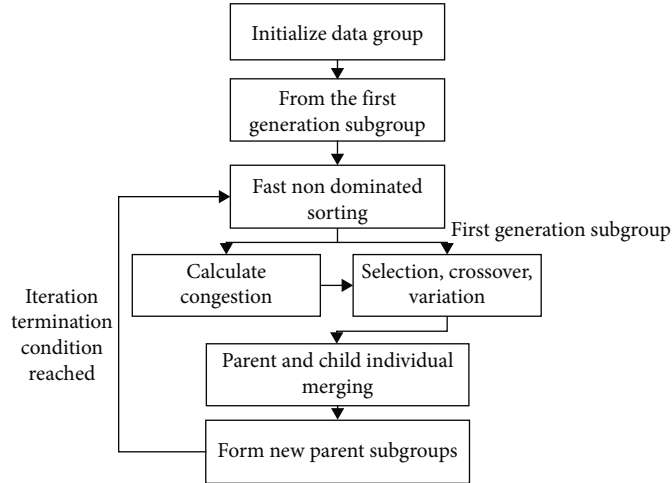 Initialize data group
From the first
generation subgroup
Fast non dominated
sorting
First generation subgroup
Calculate
congestion
Selection, crossover,
variation
Iteration
termination
condition
reached
Parent and child individual
merging
Form new parent subgroups